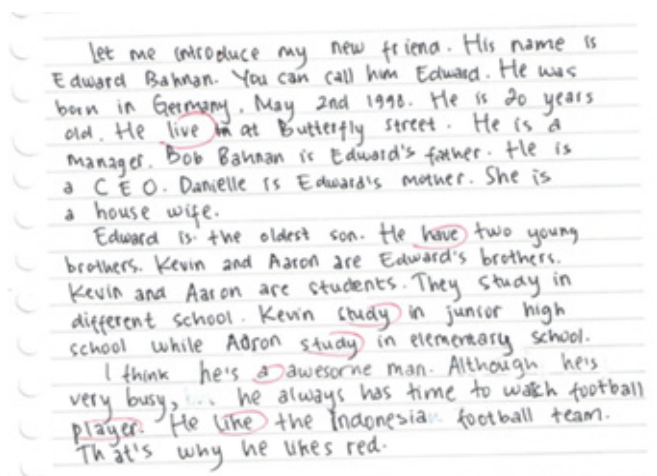 Let me introduce my new friend. His name is
Edward Bahnan. You can call him Edward. He was
born in Germany, May 2nd 1998. He is 20 years
old. He live at Butterfly street. He is a
manager. Bob Bahnan is Edward's father. He is
a CEO. Danielle is Edward's mother. She is
a house wife.
Edward is the oldest son. He have two young
brothers. Kevin and Aaron are Edward's brothers.
Kevin and Aaron are students. They study in
different school. Kevin study in junior high
school while Aaron study in elementary school.
I think he's a awesome man. Although he's
very busy, he always has time to watch football
player. He like the Indonesia football team.
That's why he likes red.